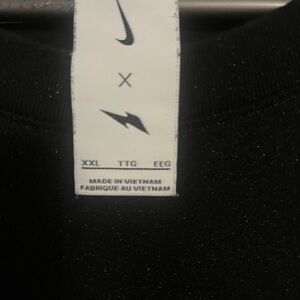 X
XXL TTG EEG
MADE IN VIETNAM
FABRIQUE AU VIETNAM